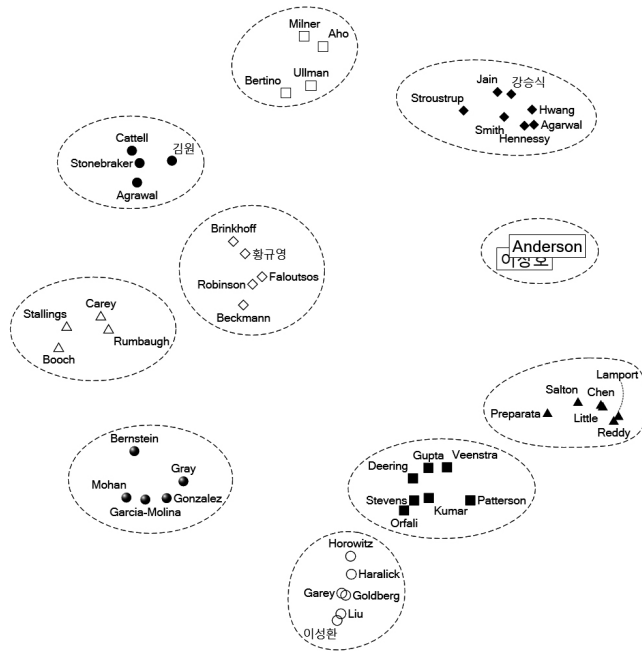 Milner
Aho
Ullman
Bertino
Jain
강승식
Stroustrup
Hwang
Smith
Agarwal
Hennessy
Cattell
김원
Stonebraker
Agrawal
Anderson
Brinkhoff
황규영
Faloutsos
Robinson
Beckmann
Carey
Stallings
Rumbaugh
Booch
Lamport
Salton
Chen
Preparata
Little
Reddy
Bernstein
Gray
Mohan
Gonzalez
Garcia-Molina
Gupta
Veenstra
Deering
Stevens
Patterson
Kumar
Orfali
Horowitz
Haralick
Garey
Goldberg
Liu
이성환